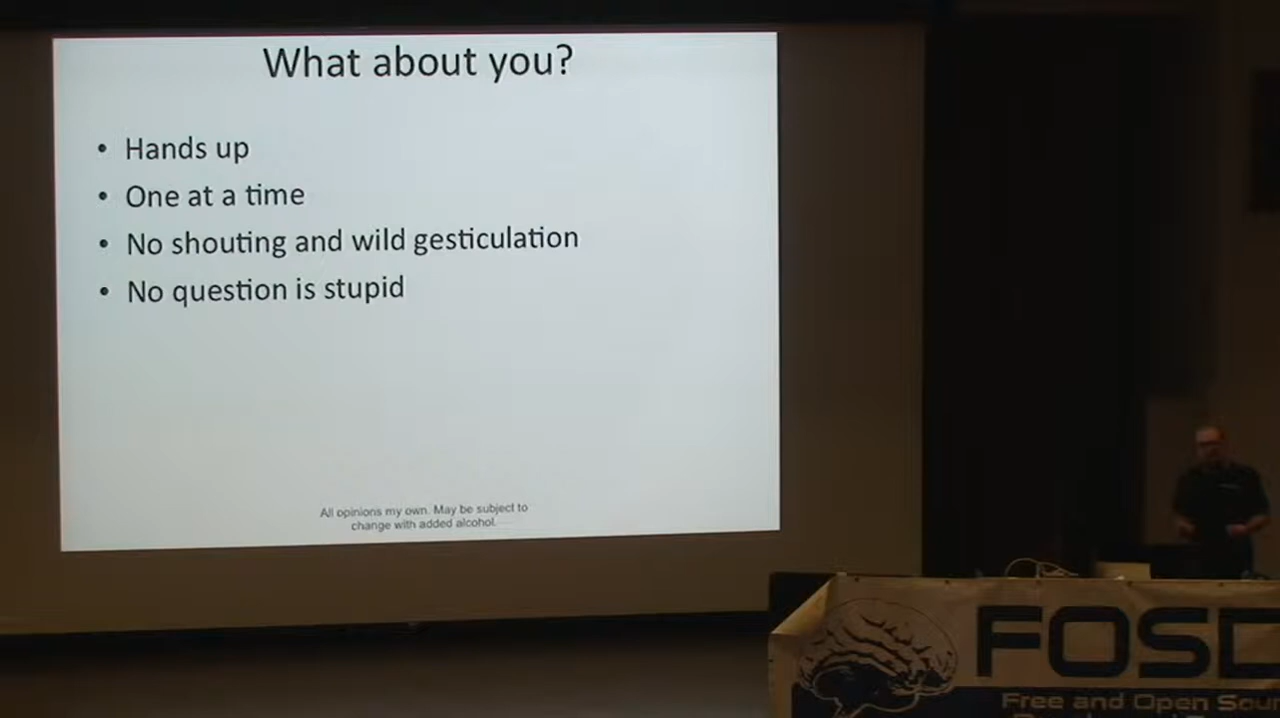 What about you?
• Hands up
• One at a time
• No shouting and wild gesticulation
• No question is stupid
All opinions my own. May be subject to
change with added alcohol.
FOSD
Free and Open Sour